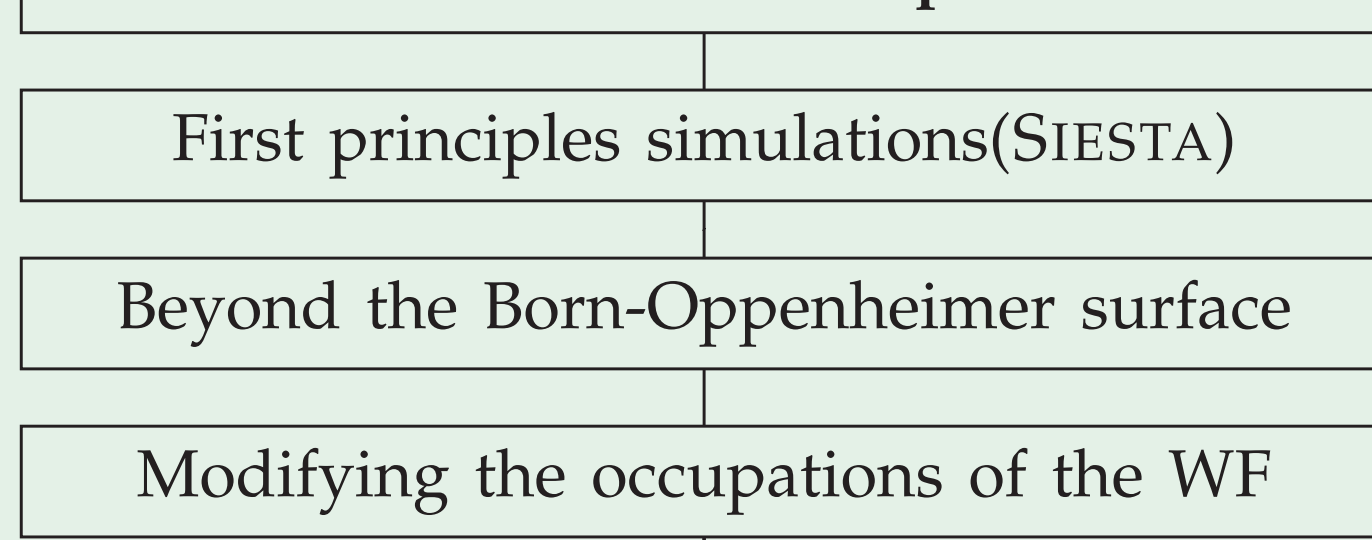 First principles simulations(SIESTA)
Beyond the Born-Oppenheimer surface
Modifying the occupations of the WF